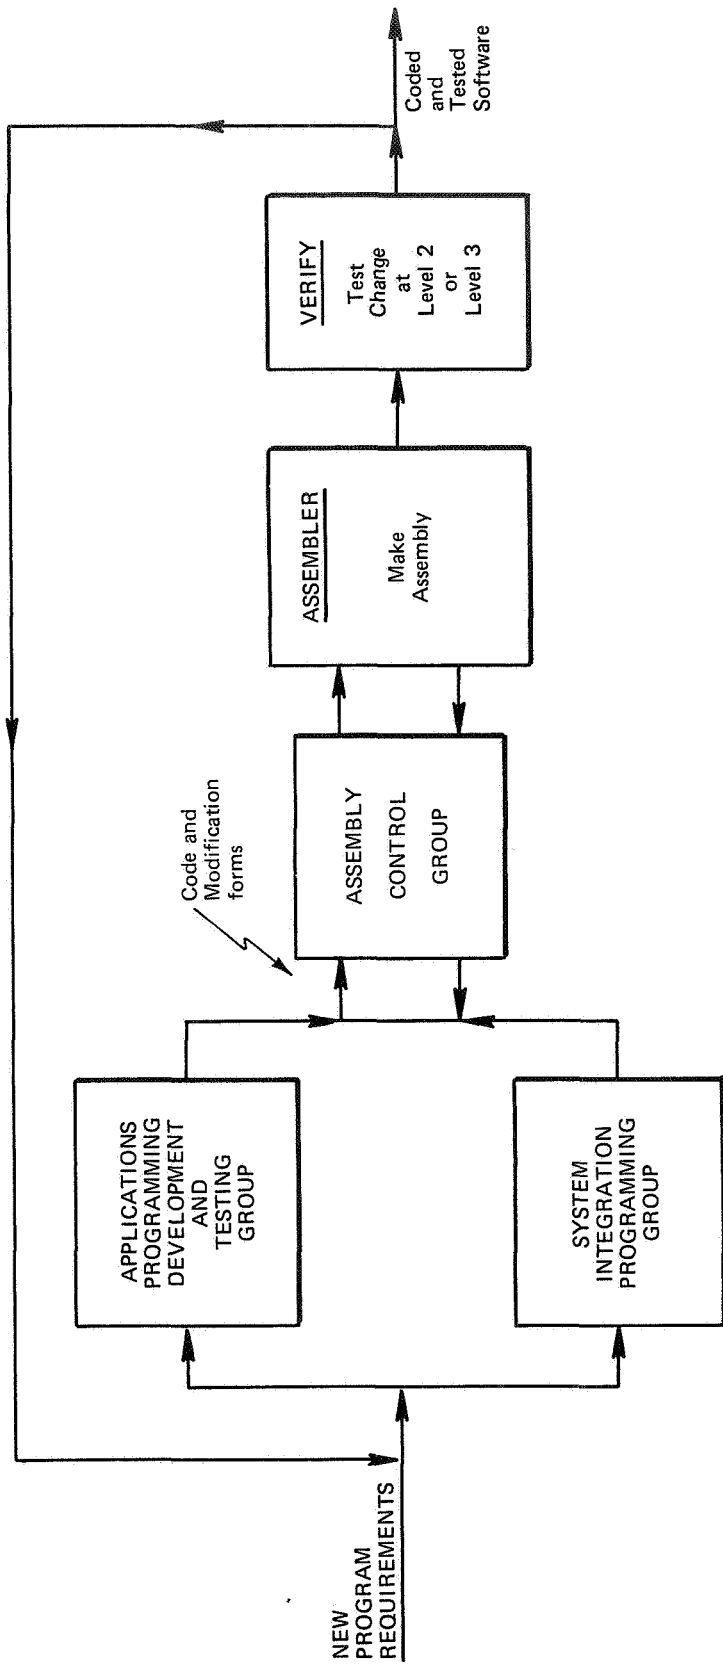 NEW
PROGRAM
REQUIREMENTS
APPLICATIONS
PROGRAMMING
DEVELOPMENT
AND
TESTING
GROUP
SYSTEM
INTEGRATION
PROGRAMMING
GROUP
Code and
Modification
forms
ASSEMBLY
CONTROL
GROUP
ASSEMBLER
Make
Assembly
VERIFY
Test
Change
at
Level 2
or
Level 3
Coded
and
Tested
Software